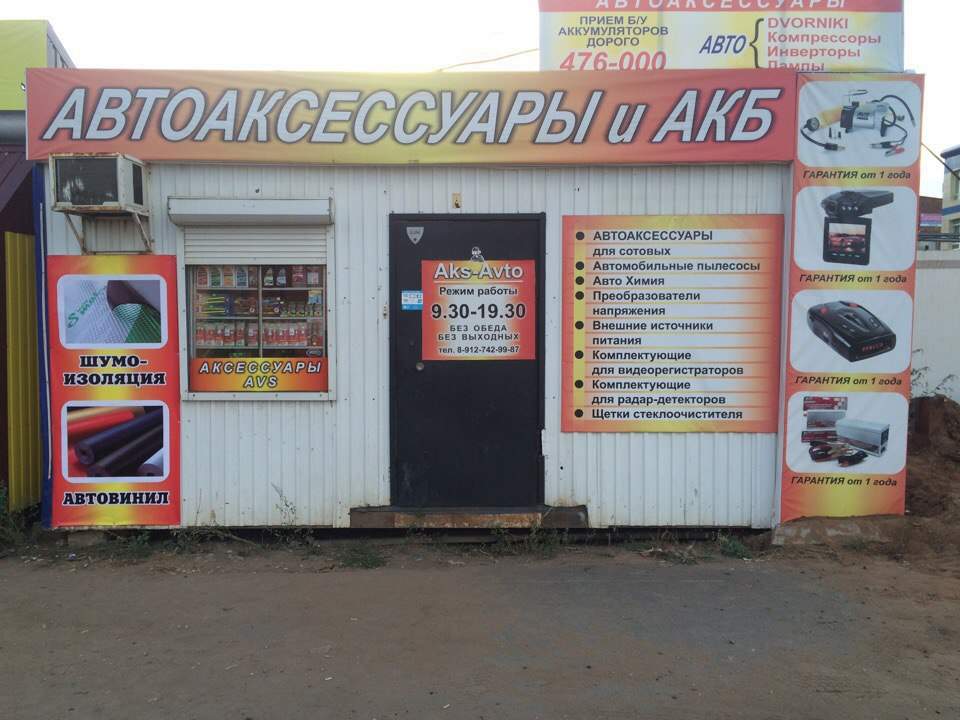 АВТОАКСЕССУАРЫ
ПРИЕМ Б/У
АККУМУЛЯТОРОВ
ДОРОГО
476-000
АВТО
DVORNIKI
Компрессоры
Инверторы
Лампы
АВТОАКСЕССУАРЫ и АКБ
ШУМО-
ИЗОЛЯЦИЯ
АВТОВИНИЛ
АКСЕССУАРЫ
AVS
Aks-Avto
Режим работы
9.30-19.30
БЕЗ ОБЕДА
БЕЗ ВЫХОДНЫХ
тел. 8-912-742-99-87
АВТОАКСЕССУАРЫ
для сотовых
Автомобильные пылесосы
Авто Химия
Преобразователи
напряжения
Внешние источники
питания
Комплектующие
для видеорегистраторов
Комплектующие
для радар-детекторов
Щетки стеклоочистителя
ГАРАНТИЯ от 1 года
ГАРАНТИЯ от 1 года
ГАРАНТИЯ от 1 года
ГАРАНТИЯ от 1 года